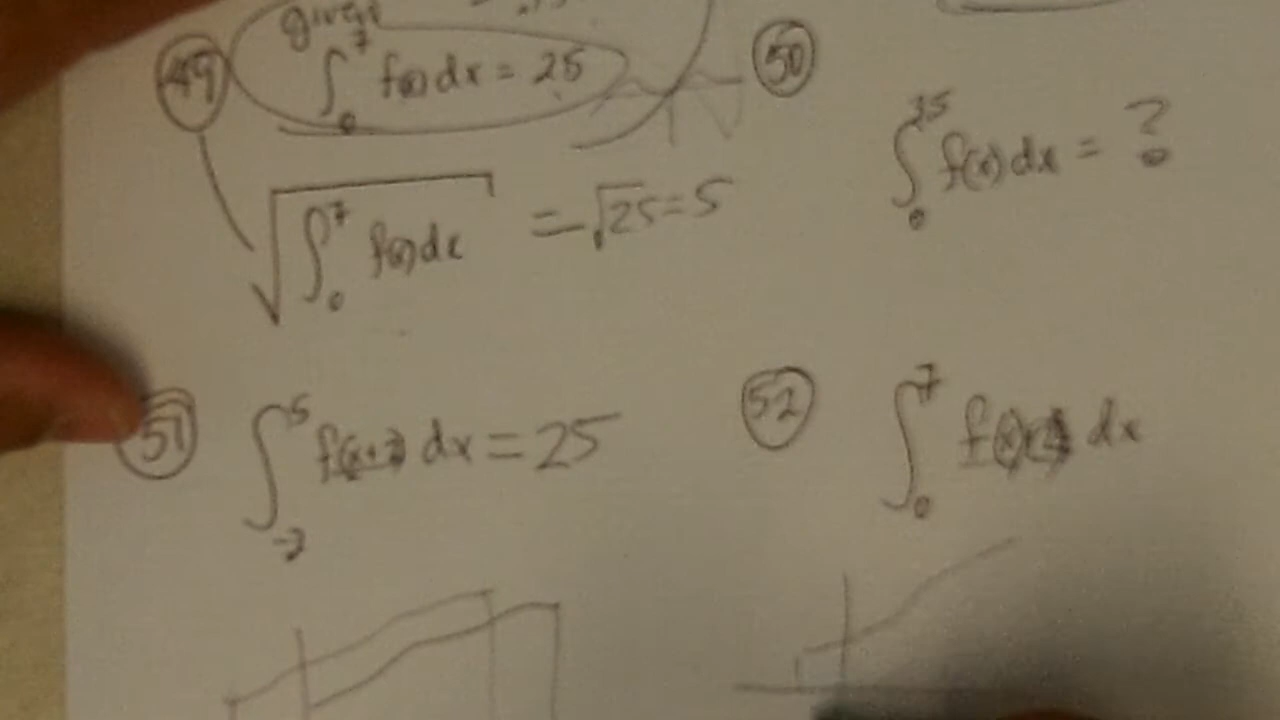 given
49 ∫₀⁷ f(x)dx = 25
50
∫₀ f(x)dx = ?
√∫₀⁷ f(x)dx = √25 = 5
51 ∫₋₂⁵ f(x+2) dx = 25
52 ∫₀⁷ dx